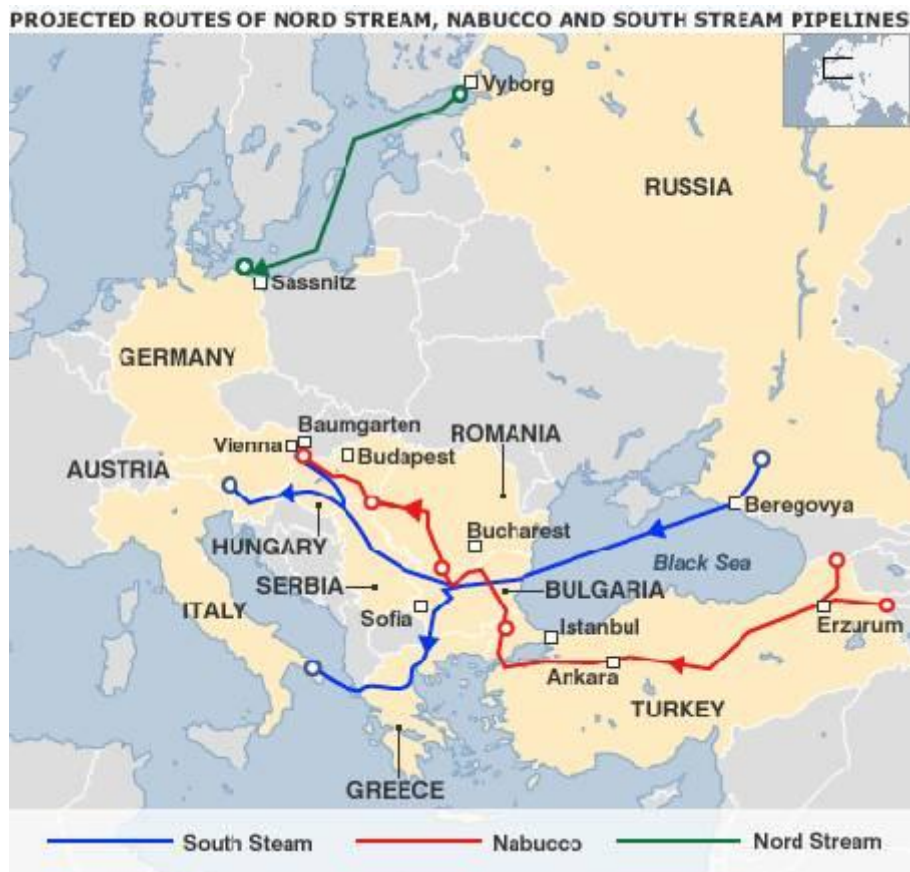 PROJECTED ROUTES OF NORD STREAM, NABUCCO AND SOUTH STREAM PIPELINES
Vyborg
RUSSIA
Sassnitz
GERMANY
Baumgarten
Vienna
Budapest
ROMANIA
AUSTRIA
Beregovya
Bucharest
HUNGARY
Black Sea
SERBIA
BULGARIA
ITALY
Sofia
Istanbul
Erzurum
Ankara
TURKEY
GREECE
South Steam
Nabucco
Nord Stream